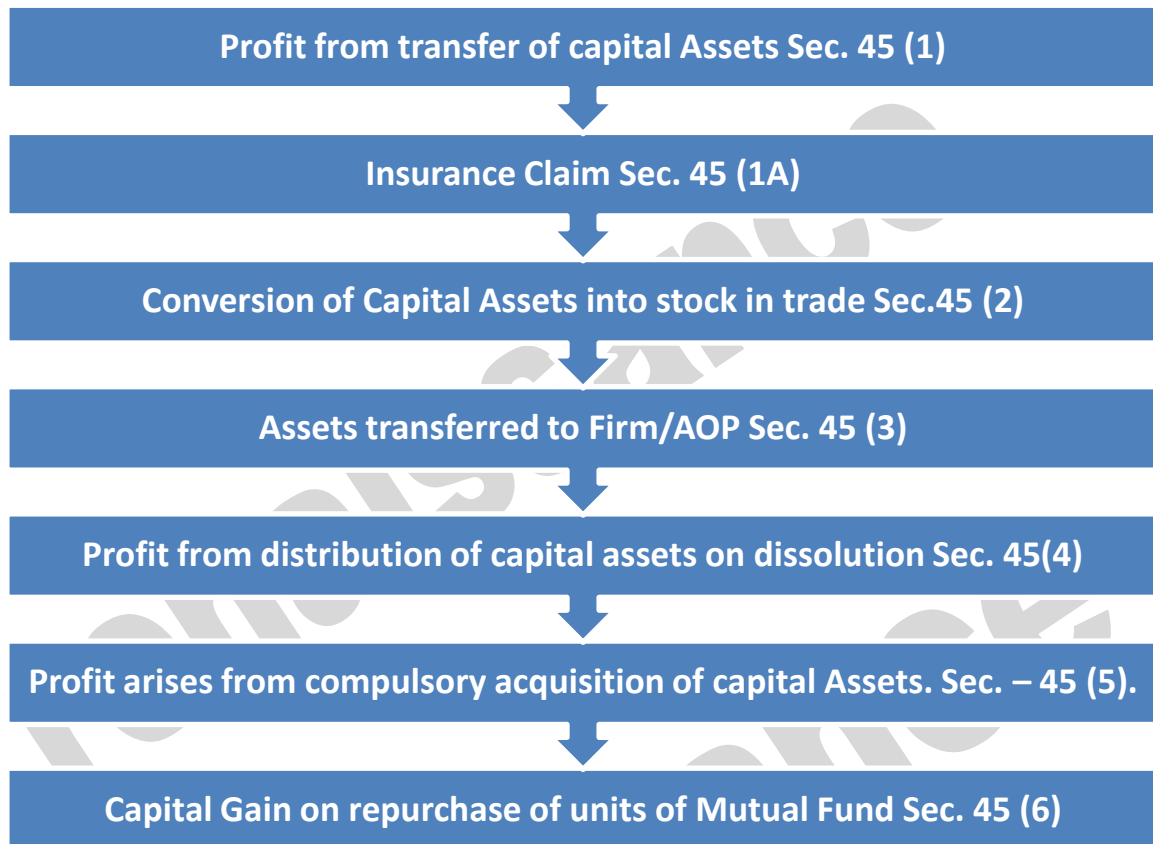 Profit from transfer of capital Assets Sec. 45 (1)
Insurance Claim Sec. 45 (1A)
Conversion of Capital Assets into stock in trade Sec.45 (2)
Assets transferred to Firm/AOP Sec. 45 (3)
Profit from distribution of capital assets on dissolution Sec. 45(4)
Profit arises from compulsory acquisition of capital Assets. Sec. – 45 (5).
Capital Gain on repurchase of units of Mutual Fund Sec. 45 (6)